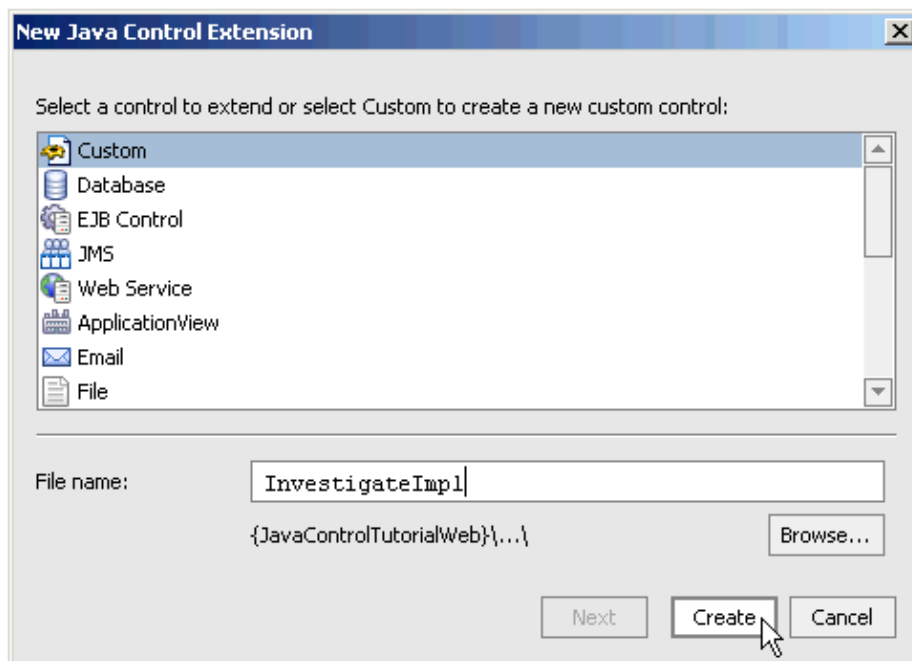 New Java Control Extension
Select a control to extend or select Custom to create a new custom control:
Custom
Database
EJB Control
JMS
Web Service
ApplicationView
Email
File
File name: InvestigateImpl
{JavaControlTutorialWeb}\...\ Browse...
Next Create Cancel